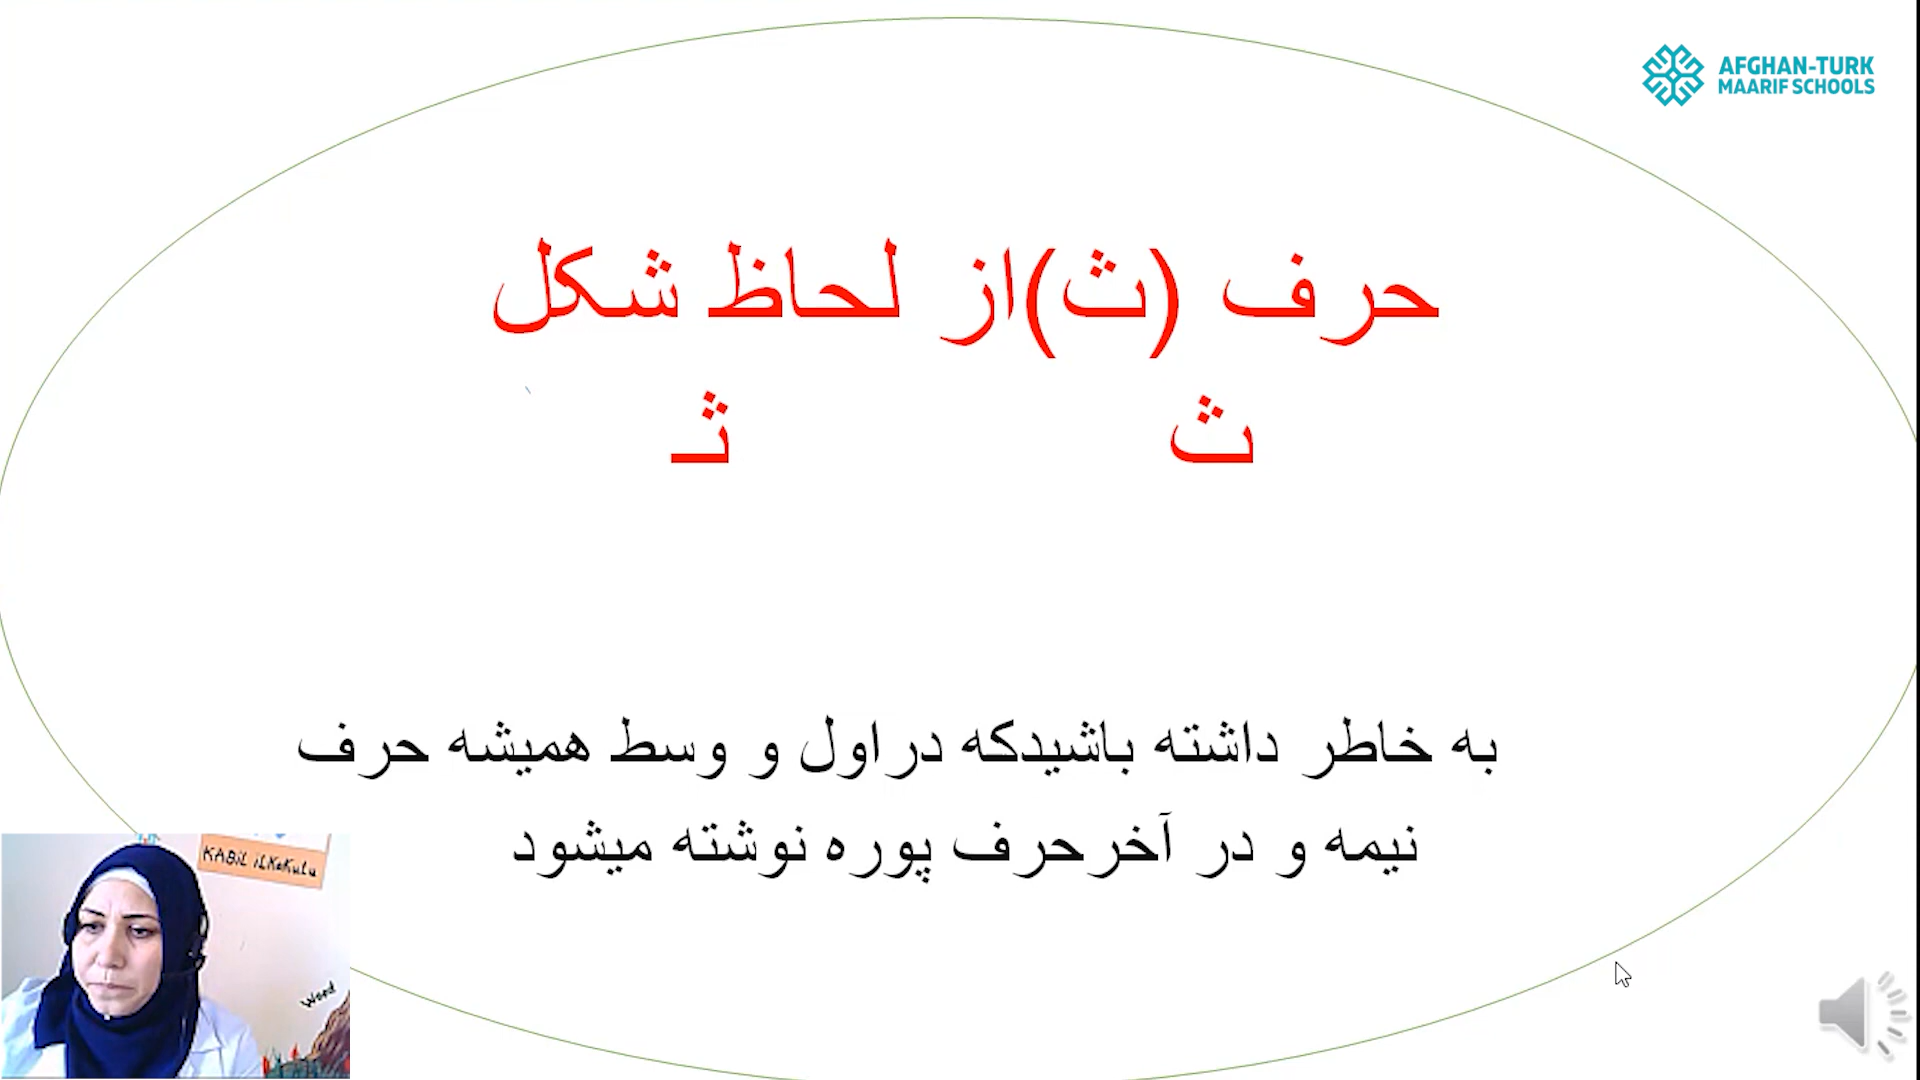 AFGHAN-TURK
MAARIF SCHOOLS
حرف (ث)از لحاظ شکل
ث ثـ
به خاطر داشته باشیدکه دراول و وسط همیشه حرف
نیمه و در آخرحرف پوره نوشته میشود
KABiL iLKoKuLu
Word